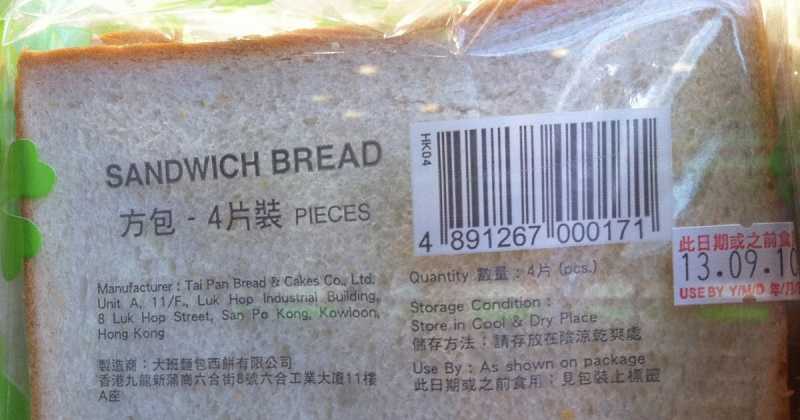 SANDWICH BREAD
方包 - 4片裝 PIECES
Manufacturer : Tai Pan Bread & Cakes Co., Ltd.
Unit A, 11/F., Luk Hop Industrial Building,
8 Luk Hop Street, San Po Kong, Kowloon,
Hong Kong
製造商：大班麵包西餅有限公司
香港九龍新蒲崗六合街8號六合工業大廈11樓
A座
HK04
4 891267 000171
Quantity 數量：4片 (pcs.)
Storage Condition :
Store in Cool & Dry Place
儲存方法：請存放在陰涼乾爽處
Use By : As shown on package
此日期或之前食用：見包裝上標籤
此日期或之前食
13.09.10
USE BY Y/M/D 年/月